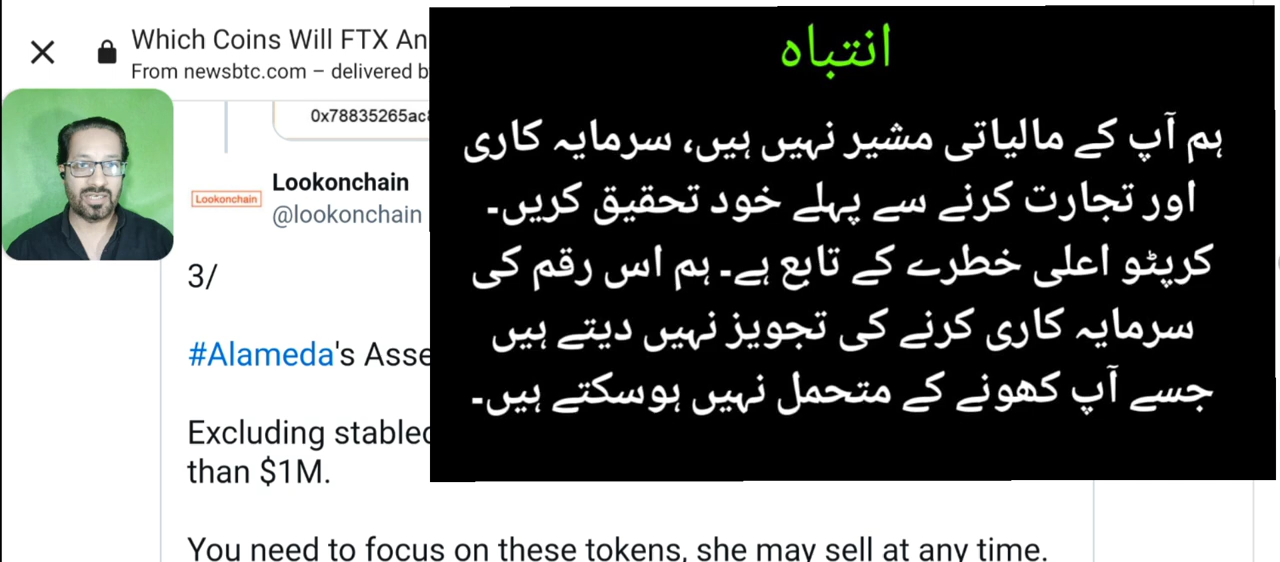 Which Coins Will FTX An
From newsbtc.com – delivered b
0x78835265ac
Lookonchain
Lookonchain
@lookonchain
3/
#Alameda's Asse
Excluding stablec
than $1M.
You need to focus on these tokens, she may sell at any time.
انتباہ
ہم آپ کے مالیاتی مشیر نہیں ہیں، سرمایہ کاری
اور تجارت کرنے سے پہلے خود تحقیق کریں۔
کرپٹو اعلی خطرے کے تابع ہے۔ ہم اس رقم کی
سرمایہ کاری کرنے کی تجویز نہیں دیتے ہیں
جسے آپ کھونے کے متحمل نہیں ہوسکتے ہیں۔